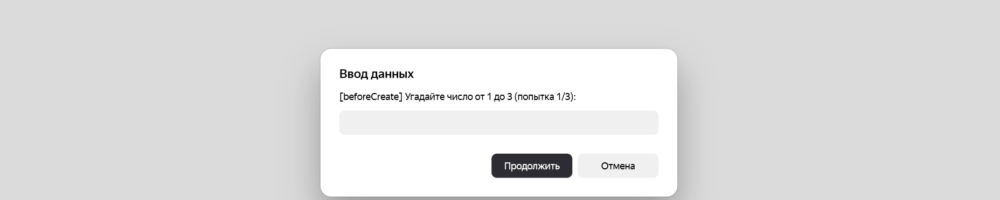 Ввод данных
[beforeCreate] Угадайте число от 1 до 3 (попытка 1/3):
Продолжить
Отмена